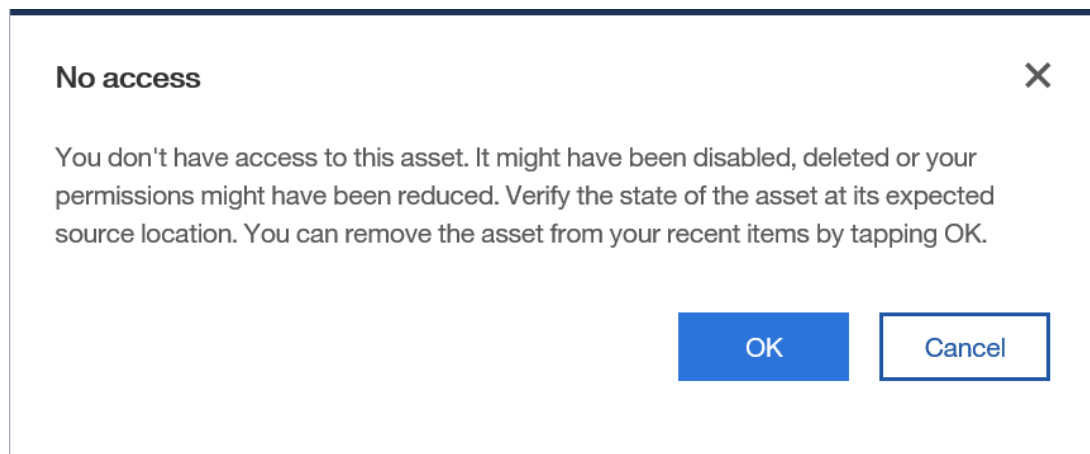 No access
You don't have access to this asset. It might have been disabled, deleted or your
permissions might have been reduced. Verify the state of the asset at its expected
source location. You can remove the asset from your recent items by tapping OK.
OK
Cancel